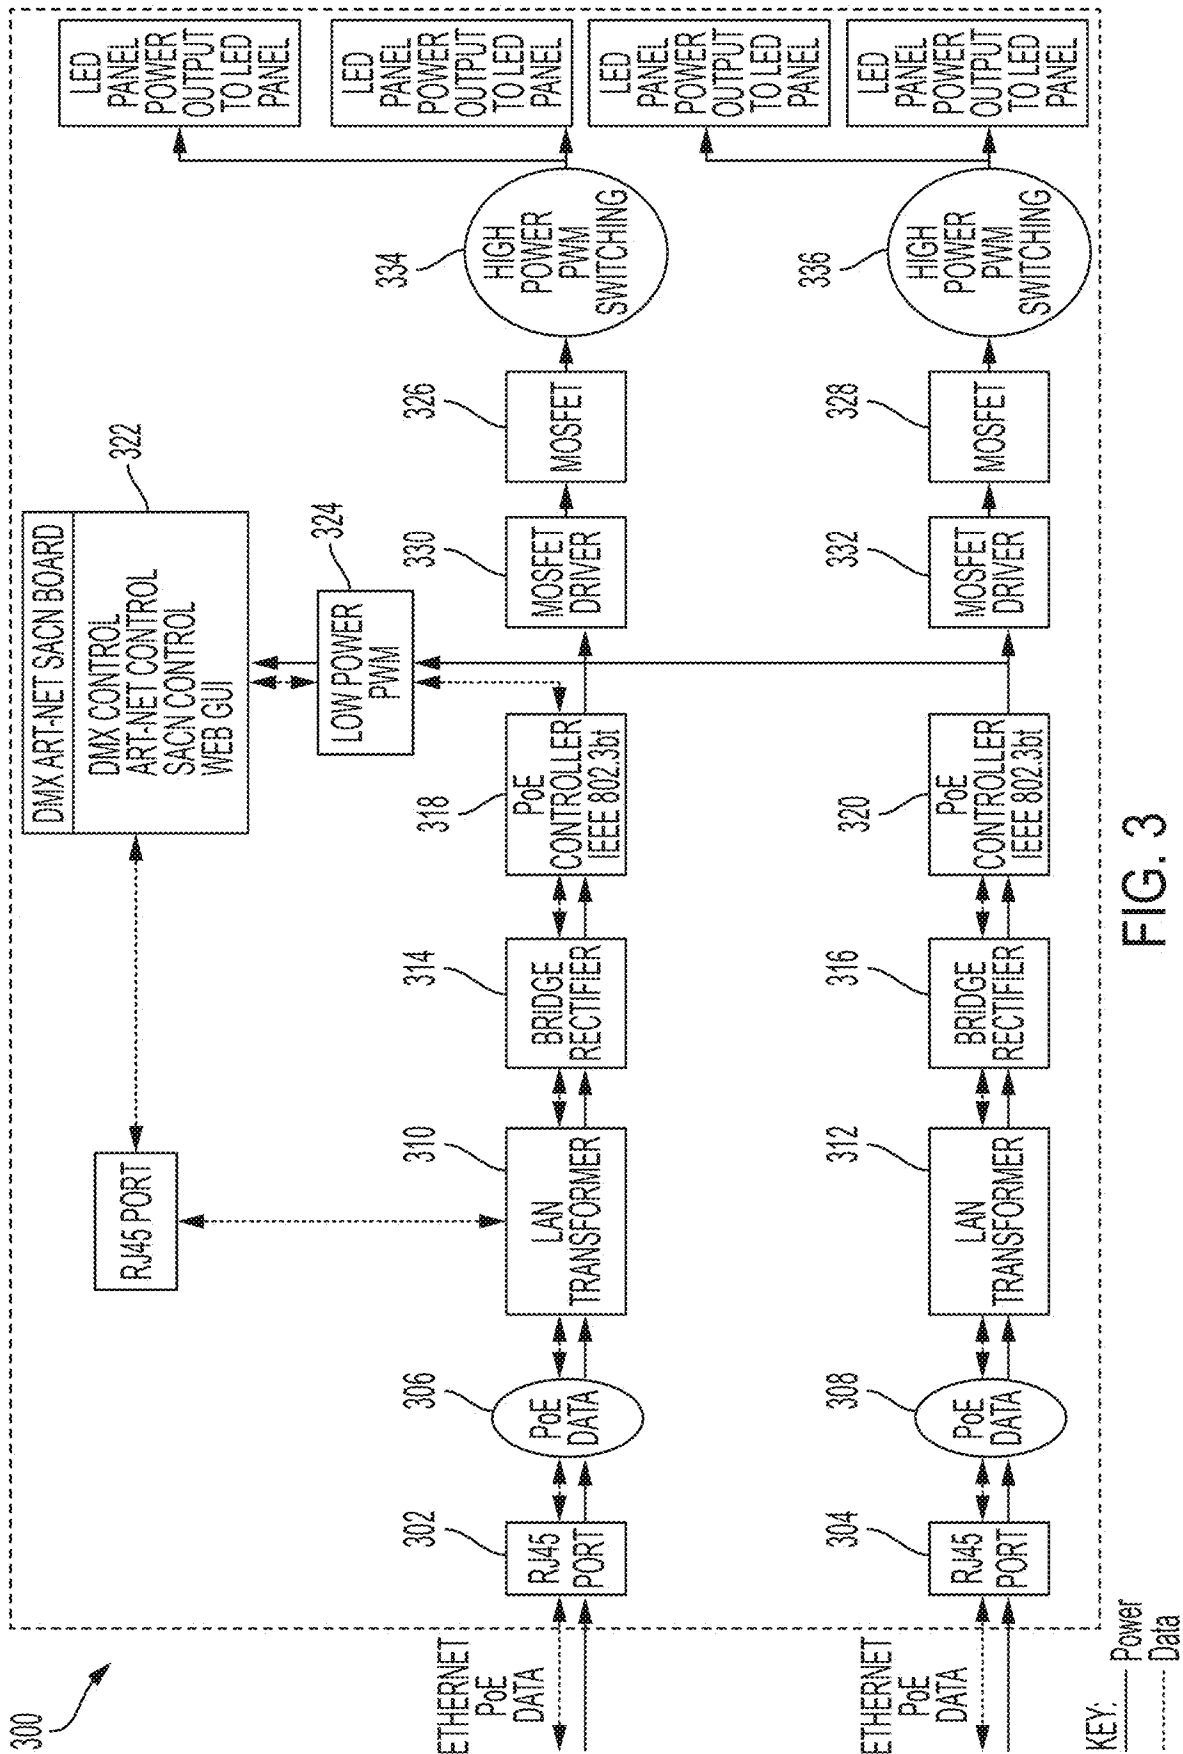 300
ETHERNET
PoE
DATA
302
RJ45
PORT
306
PoE
DATA
RJ45 PORT
310
LAN
TRANSFORMER
314
BRIDGE
RECTIFIER
318
PoE
CONTROLLER
IEEE 802.3bt
322
DMX ART-NET SACN BOARD
DMX CONTROL
ART-NET CONTROL
SACN CONTROL
WEB GUI
324
LOW POWER
PWM
330
MOSFET
DRIVER
326
MOSFET
334
HIGH
POWER
PWM
SWITCHING
LED
PANEL
POWER
OUTPUT
TO LED
PANEL
LED
PANEL
POWER
OUTPUT
TO LED
PANEL
ETHERNET
PoE
DATA
304
RJ45
PORT
308
PoE
DATA
312
LAN
TRANSFORMER
316
BRIDGE
RECTIFIER
320
PoE
CONTROLLER
IEEE 802.3bt
332
MOSFET
DRIVER
328
MOSFET
336
HIGH
POWER
PWM
SWITCHING
LED
PANEL
POWER
OUTPUT
TO LED
PANEL
LED
PANEL
POWER
OUTPUT
TO LED
PANEL
KEY:
Power
Data
FIG. 3